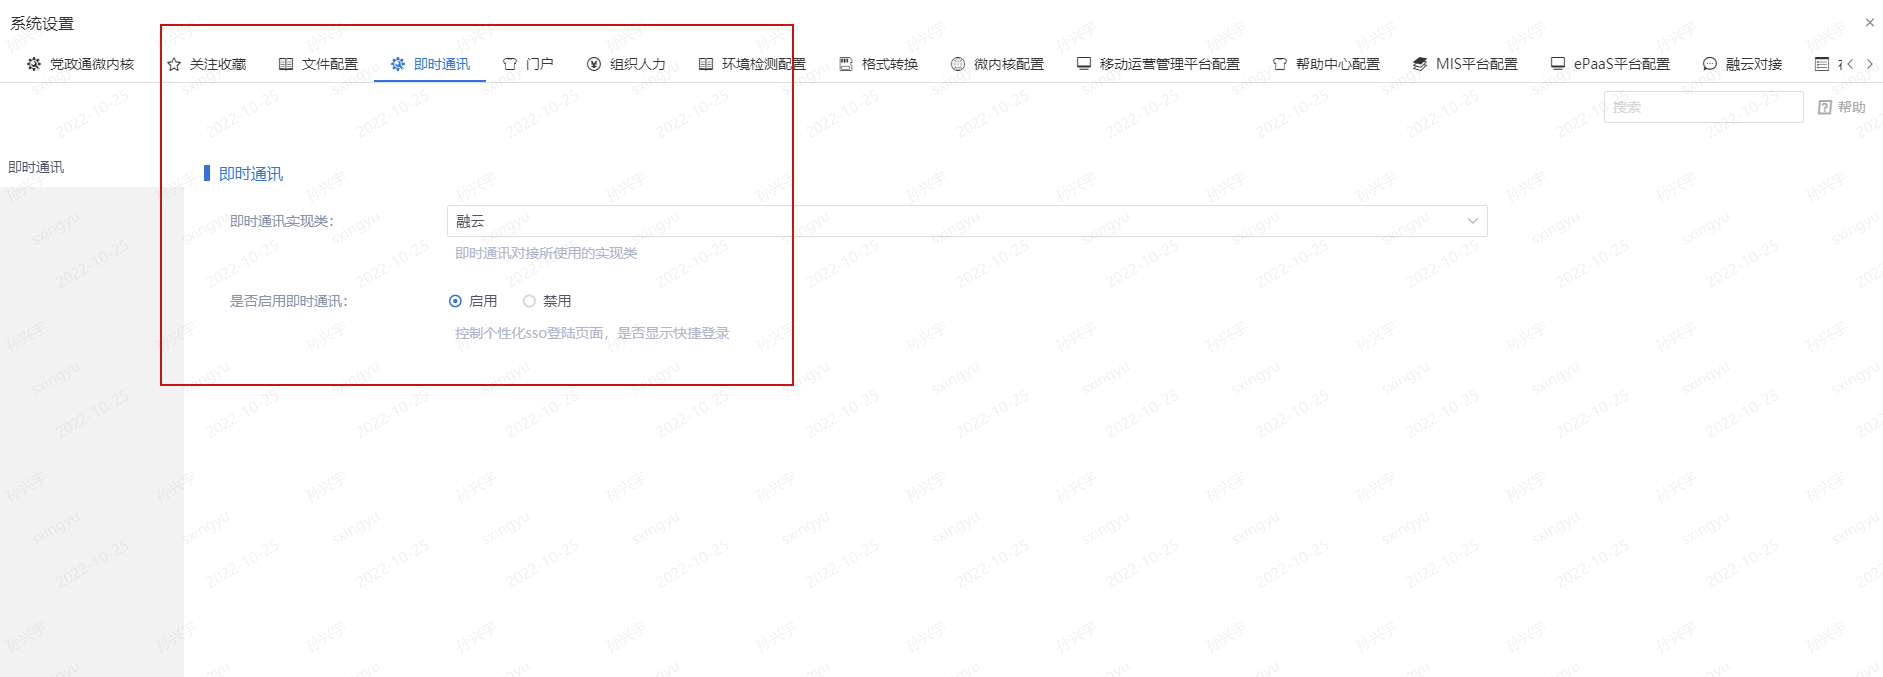 系统设置
党政通微内核 关注收藏 文件配置 即时通讯 门户 组织人力 环境检测配置 格式转换 微内核配置 移动运营管理平台配置 帮助中心配置 MIS平台配置 ePaaS平台配置 融云对接
搜索 帮助
即时通讯
即时通讯
即时通讯实现类: 融云
即时通讯对接所使用的实现类
是否启用即时通讯: 启用 禁用
控制个性化sso登陆页面，是否显示快捷登录
孙兴宇
sxingyu
2022-10-25